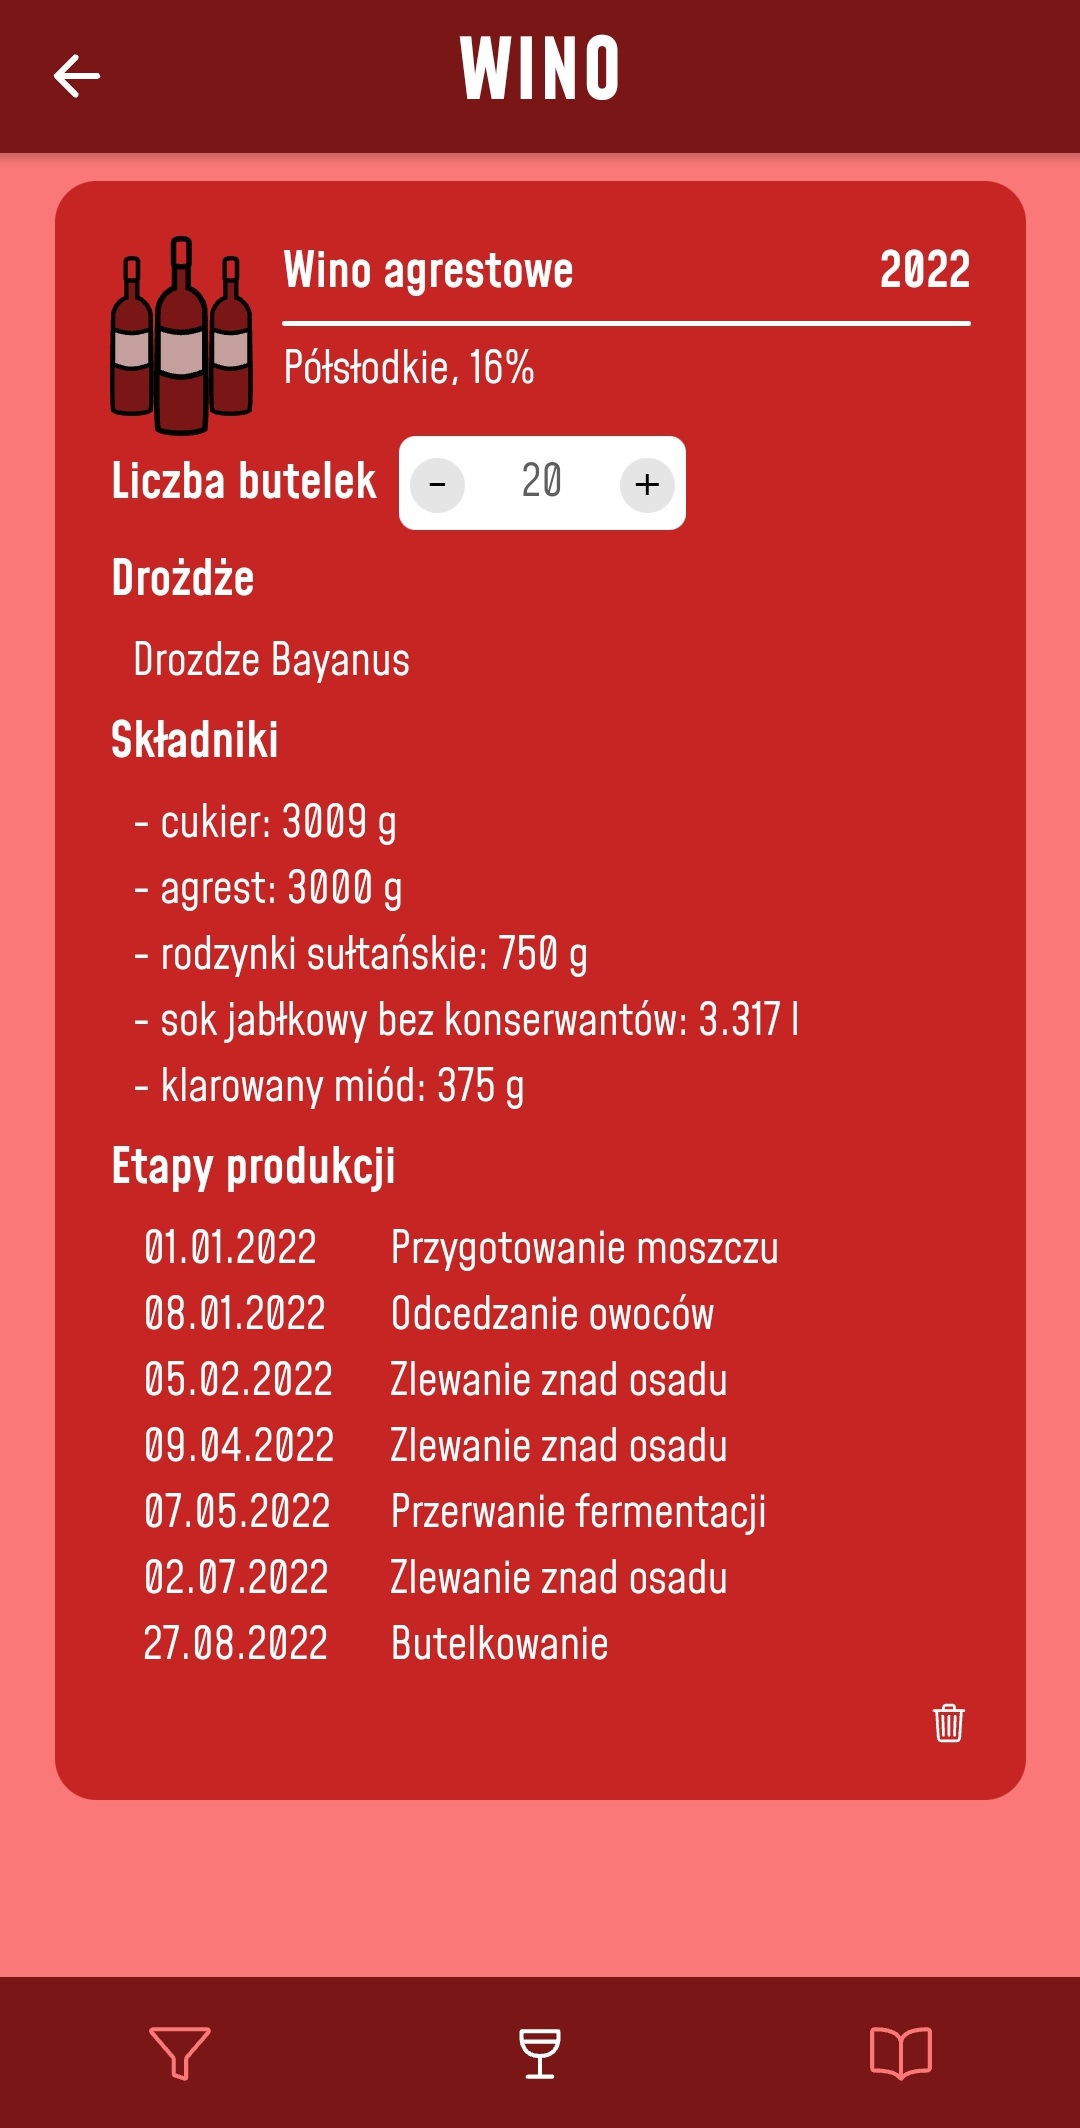 WINO
Wino agrestowe 2022
Półsłodkie, 16%
Liczba butelek - 20 +
Drożdże
Drozdze Bayanus
Składniki
- cukier: 3009 g
- agrest: 3000 g
- rodzynki sułtańskie: 750 g
- sok jabłkowy bez konserwantów: 3.317 l
- klarowany miód: 375 g
Etapy produkcji
01.01.2022 Przygotowanie moszczu
08.01.2022 Odcedzanie owoców
05.02.2022 Zlewanie znad osadu
09.04.2022 Zlewanie znad osadu
07.05.2022 Przerwanie fermentacji
02.07.2022 Zlewanie znad osadu
27.08.2022 Butelkowanie